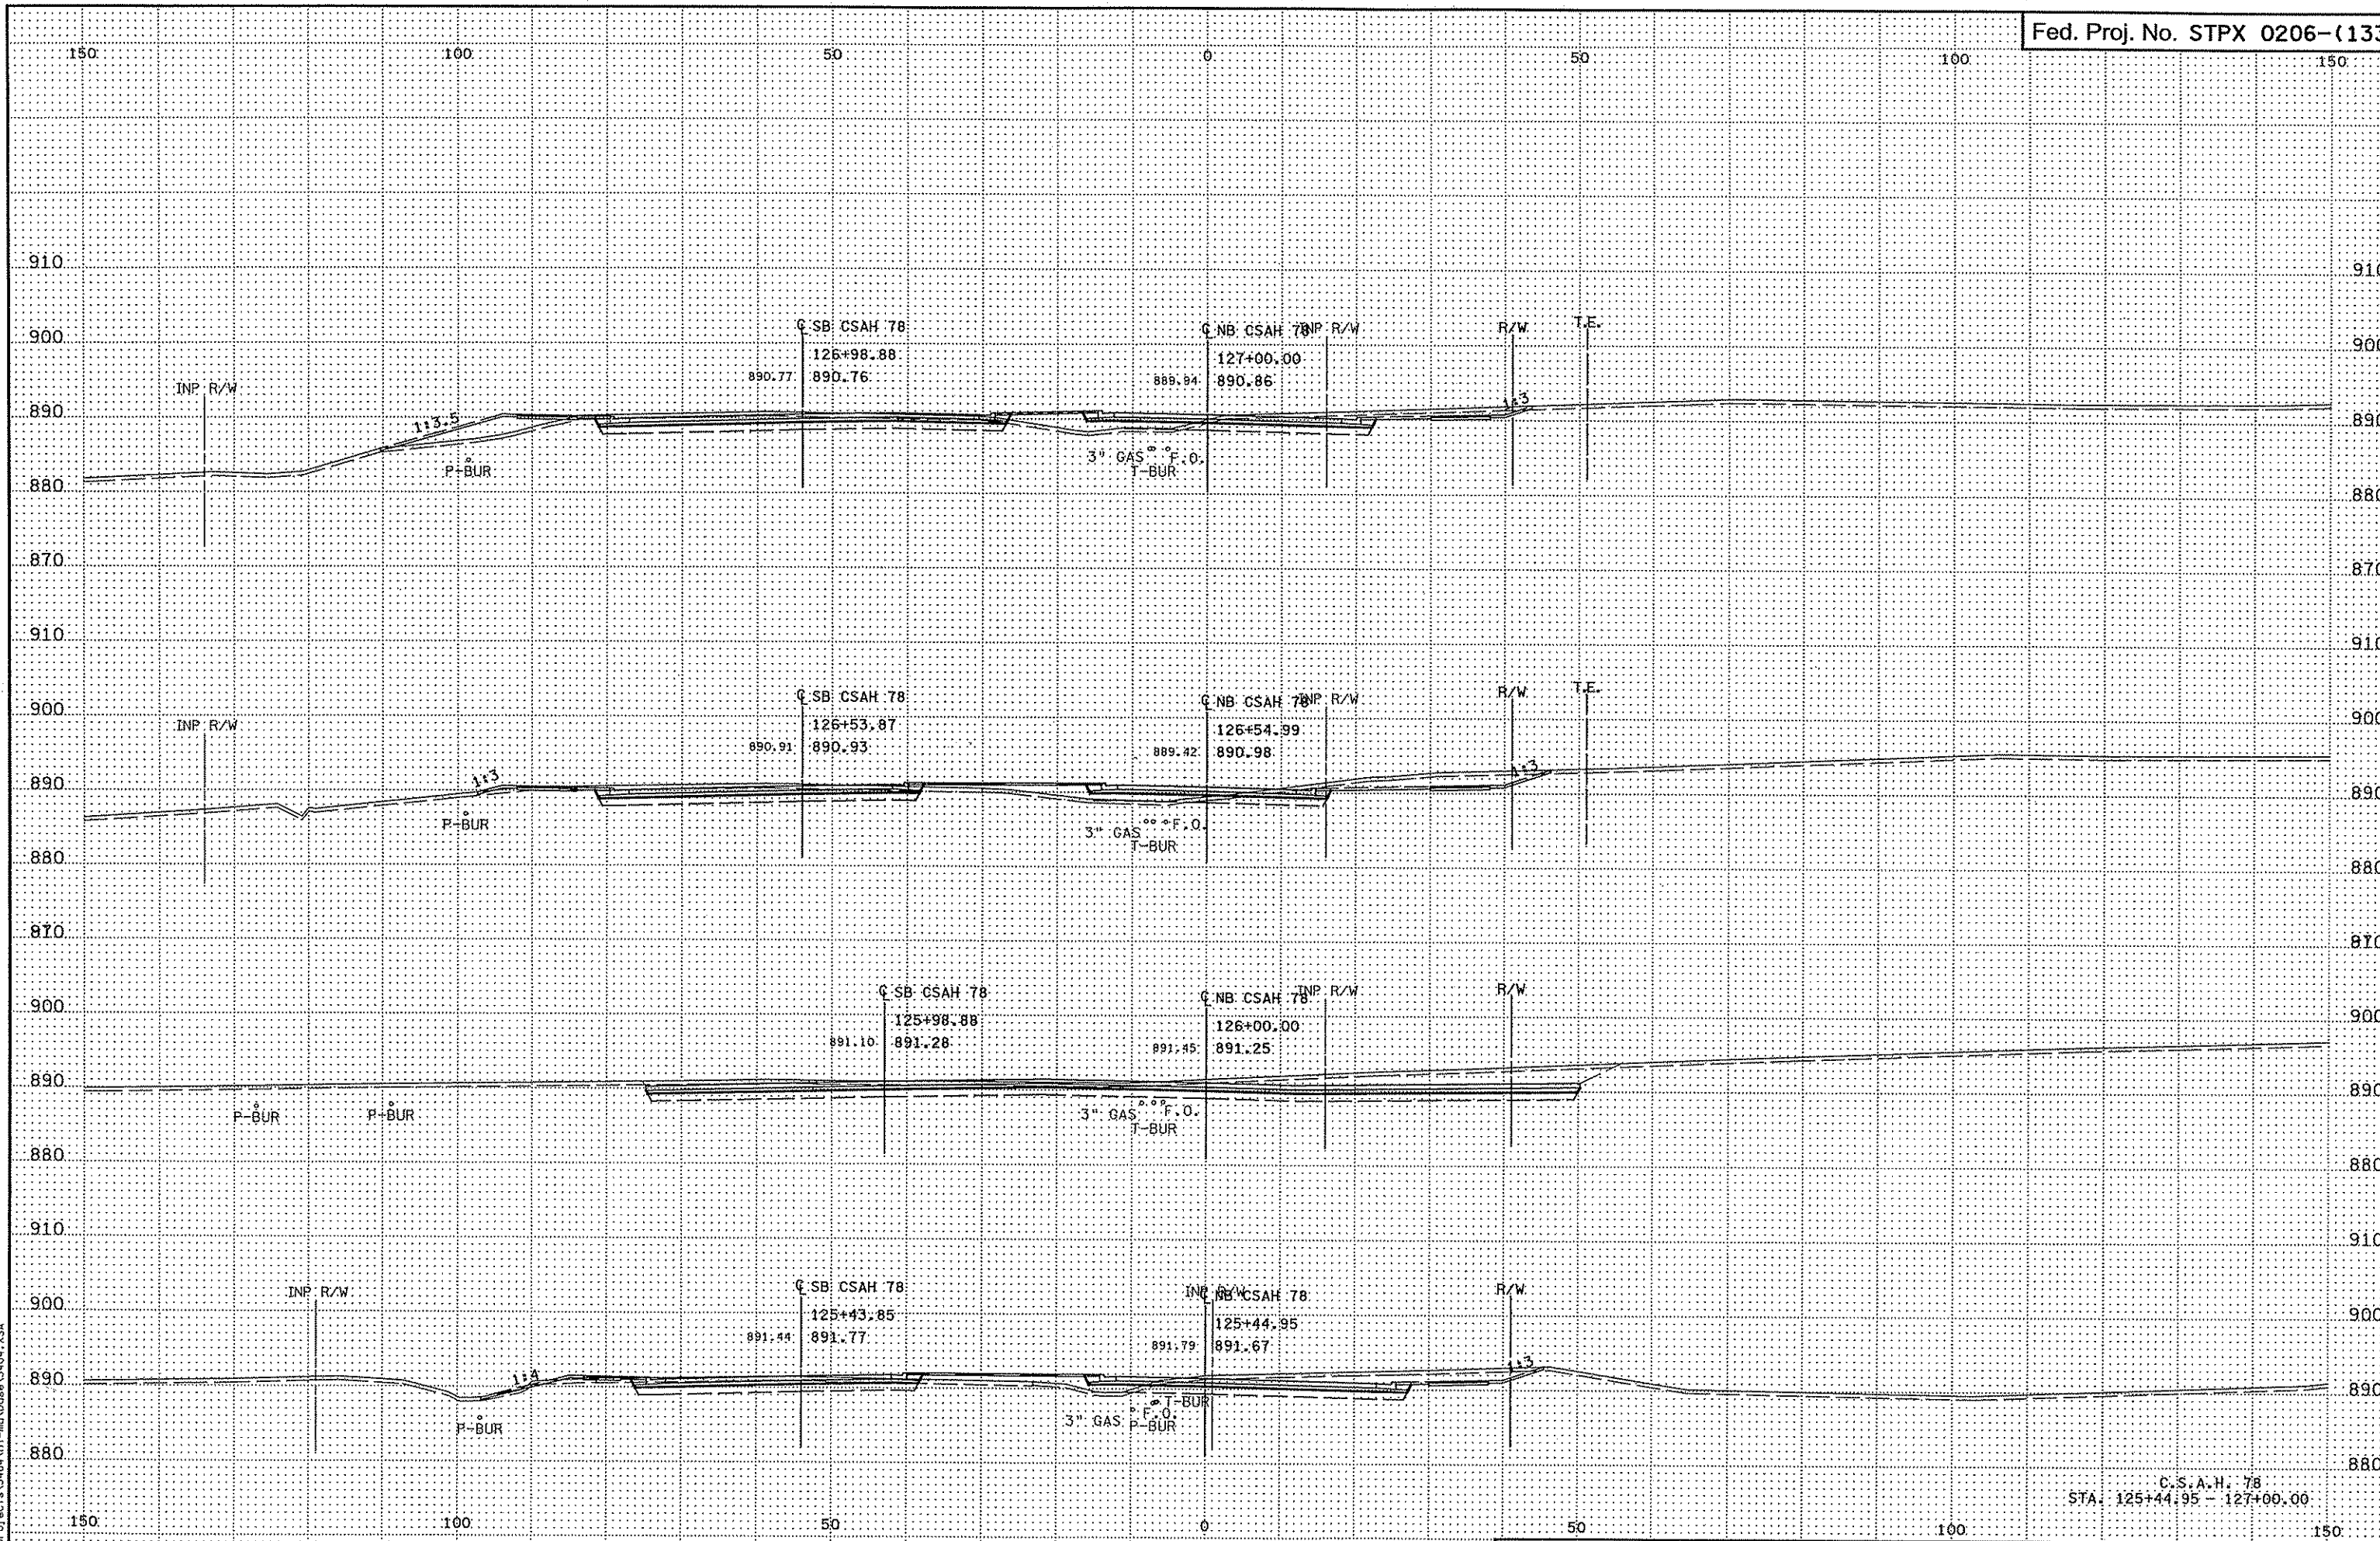 Fed. Proj. No. STPX 0206-(133
150 100 50 0 50 100 150
910 910
900 900
℄ SB CSAH 78
126+98.88
890.77 890.76
℄ NB CSAH 78
127+00.00
889.94 890.86
INP R/W
R/W
T.E.
INP R/W
890 890
1:3.5
1:3
P-BUR
3" GAS F.O.
T-BUR
880 880
870 870
910 910
900 900
℄ SB CSAH 78
126+53.87
890.91 890.93
℄ NB CSAH 78
126+54.99
889.42 890.98
INP R/W
R/W
T.E.
INP R/W
890 890
1:3
1:3
P-BUR
3" GAS F.O.
T-BUR
880 880
870 870
900 900
℄ SB CSAH 78
125+98.88
891.10 891.28
℄ NB CSAH 78
126+00.00
891.45 891.25
INP R/W
R/W
890 890
P-BUR P-BUR
3" GAS F.O.
T-BUR
880 880
910 910
900 900
INP R/W
℄ SB CSAH 78
125+43.85
891.44 891.77
INP R/W
℄ NB CSAH 78
125+44.95
891.79 891.67
R/W
890 890
1:4
1:3
P-BUR
T-BUR
3" GAS F.O.
P-BUR
880 880
C.S.A.H. 78
STA. 125+44.95 - 127+00.00
150 100 50 0 50 100 150